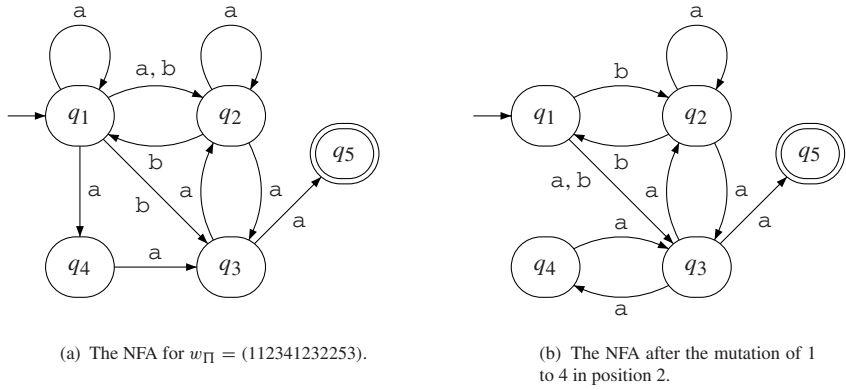 a a a
a, b b
q1 q2 q1 q2
q5 q5
b b
a a a a a, b a a a
b
q4 a q3 q4 a q3
a
(a) The NFA for wΠ = (112341232253). (b) The NFA after the mutation of 1
to 4 in position 2.